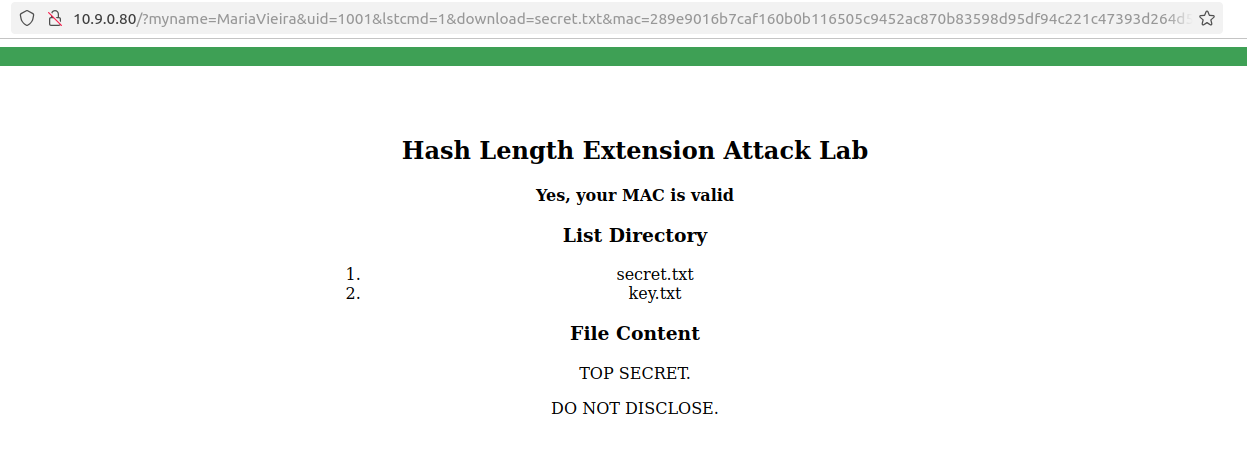 10.9.0.80/?myname=MariaVieira&uid=1001&lstcmd=1&download=secret.txt&mac=289e9016b7caf160b0b116505c9452ac870b83598d95df94c221c47393d264d5
Hash Length Extension Attack Lab
Yes, your MAC is valid
List Directory
1. secret.txt
2. key.txt
File Content
TOP SECRET.
DO NOT DISCLOSE.